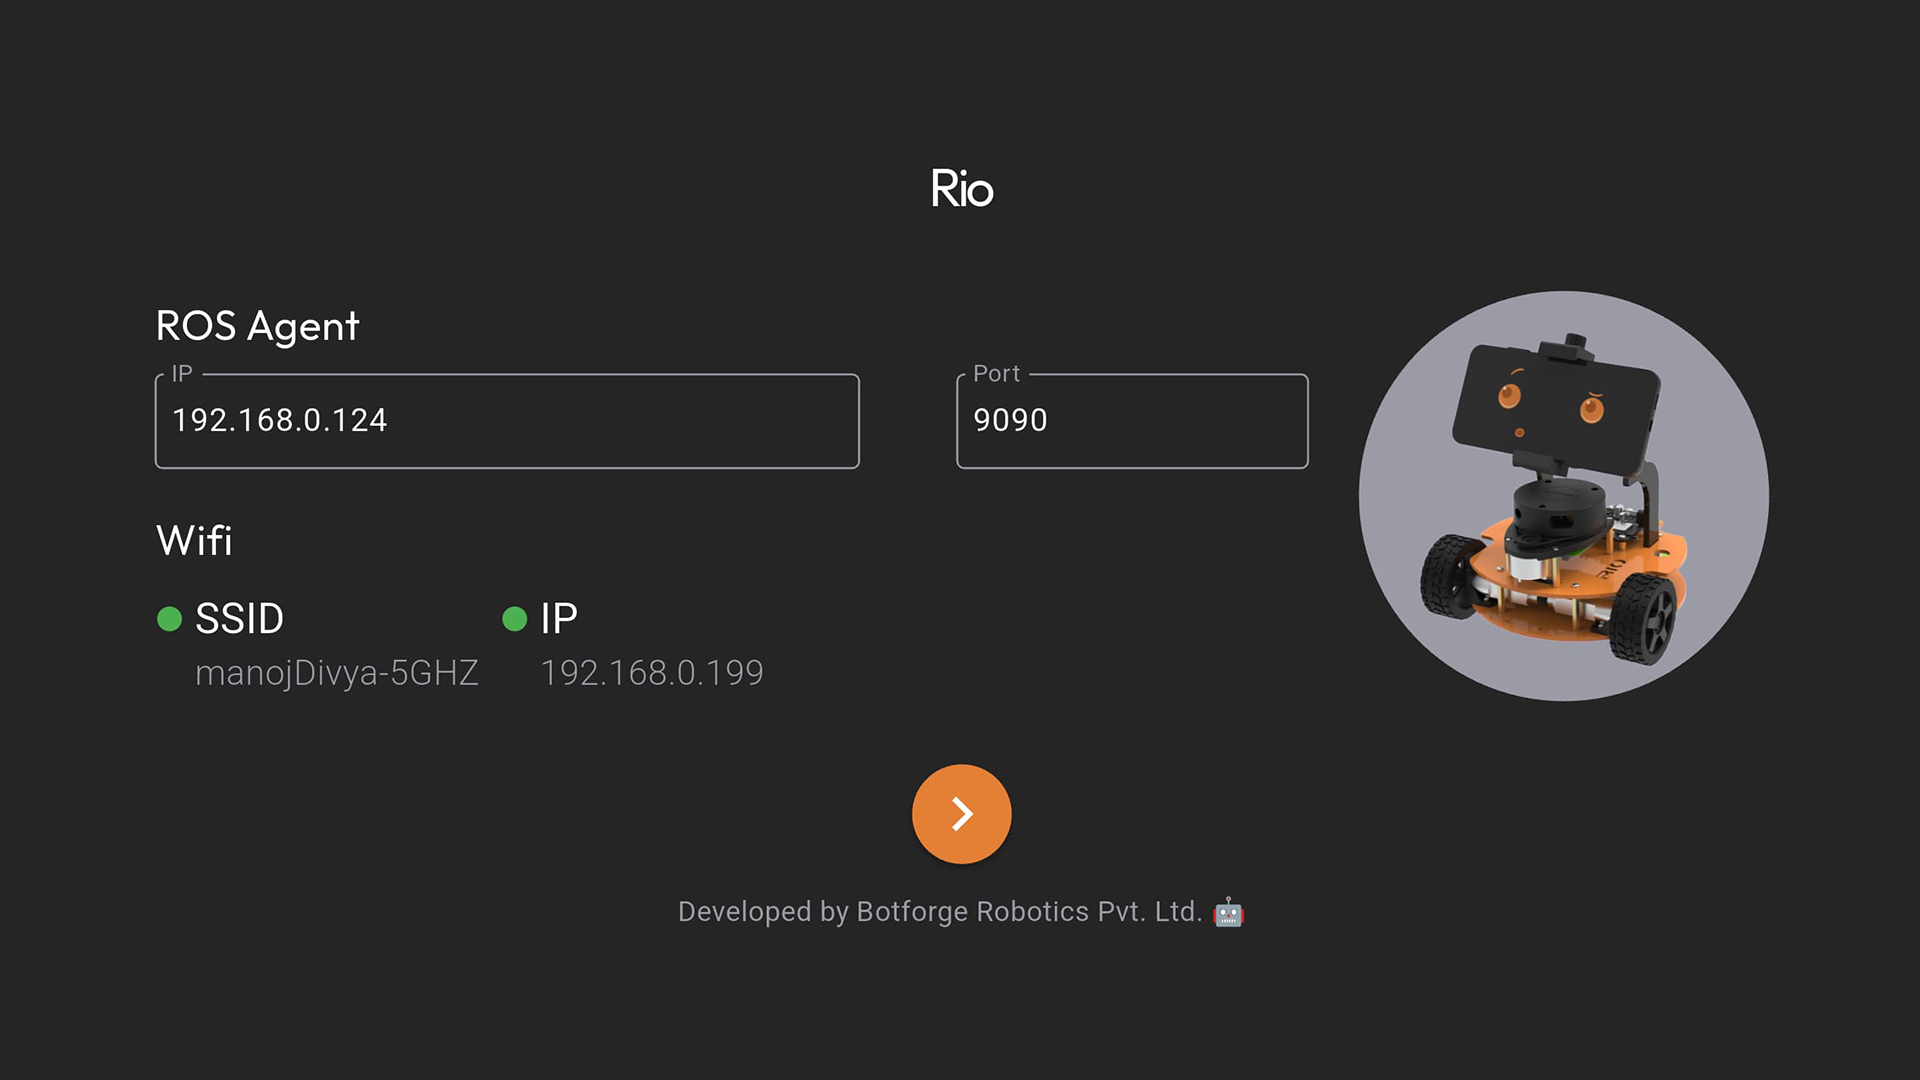 Rio
ROS Agent
IP
192.168.0.124
Port
9090
Wifi
SSID
manojDivya-5GHZ
IP
192.168.0.199
RIO
Developed by Botforge Robotics Pvt. Ltd. 🤖